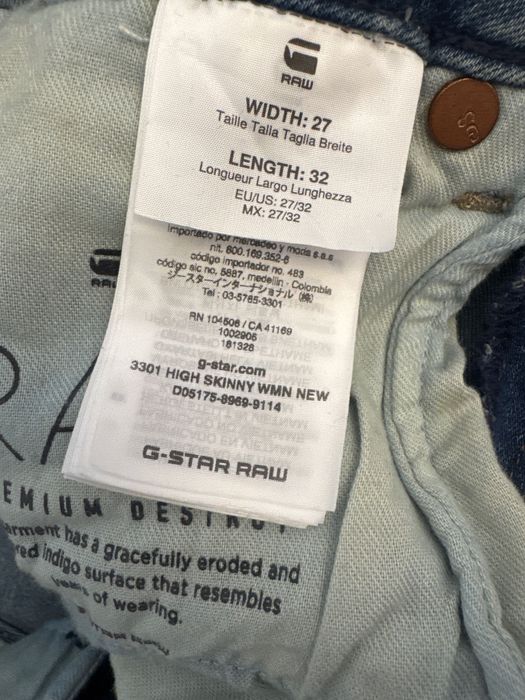 RAW
WIDTH: 27
Taille Talla Taglia Breite
LENGTH: 32
Longueur Largo Lunghezza
EU/US: 27/32
MX: 27/32
importado por mercadeo y moda s.a.s
nit. 800.169.352-6
código importador no. 483
código sic no. 5887, medellin - Colombia
ジースターインターナショナル (株)
Tel : 03-5785-3301
RN 104506 / CA 41169
1002905
181328
g-star.com
3301 HIGH SKINNY WMN NEW
D05175-8969-9114
G-STAR RAW
RA
EMIUM DESTROY
arment has a gracefully eroded and
red indigo surface that resembles
years of wearing.